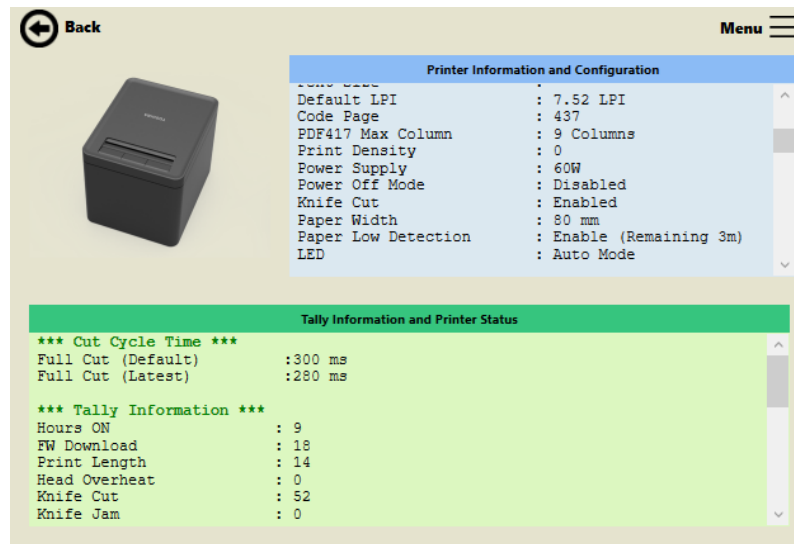 Back
Menu
Printer Information and Configuration
Default LPI : 7.52 LPI
Code Page : 437
PDF417 Max Column : 9 Columns
Print Density : 0
Power Supply : 60W
Power Off Mode : Disabled
Knife Cut : Enabled
Paper Width : 80 mm
Paper Low Detection : Enable (Remaining 3m)
LED : Auto Mode
Tally Information and Printer Status
*** Cut Cycle Time ***
Full Cut (Default) :300 ms
Full Cut (Latest) :280 ms
*** Tally Information ***
Hours ON : 9
FW Download : 18
Print Length : 14
Head Overheat : 0
Knife Cut : 52
Knife Jam : 0